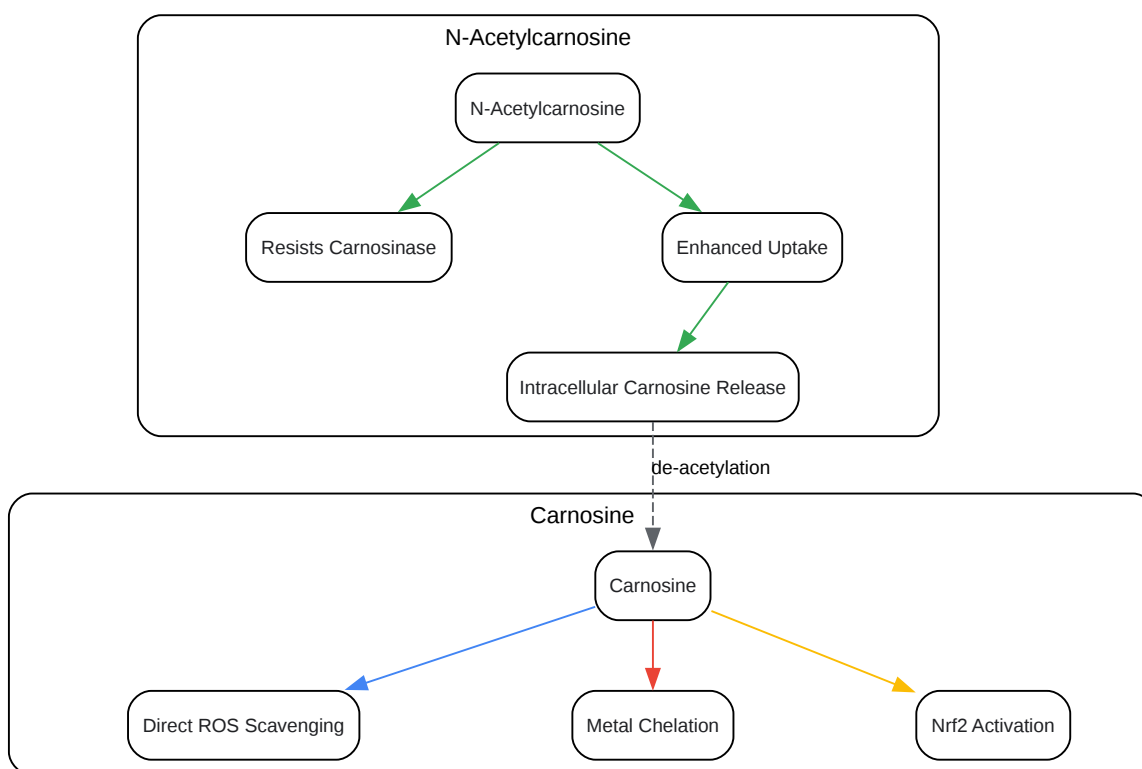 N-Acetylcarnosine
N-Acetylcarnosine
Resists Carnosinase
Enhanced Uptake
Intracellular Carnosine Release
de-acetylation
Carnosine
Carnosine
Direct ROS Scavenging
Metal Chelation
Nrf2 Activation